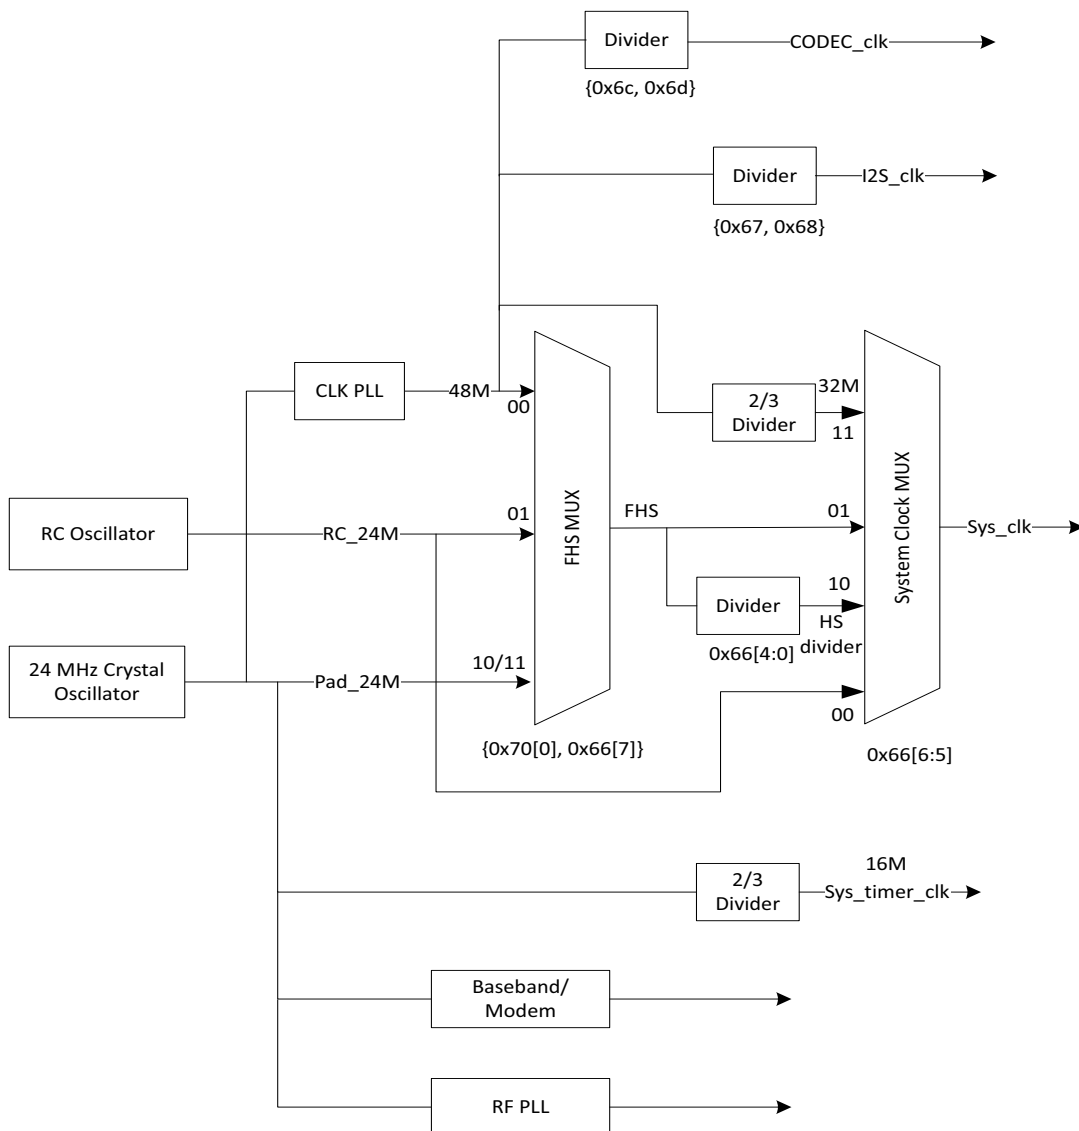 Divider
CODEC_clk
{0x6c, 0x6d}
Divider
I2S_clk
{0x67, 0x68}
CLK PLL
48M
00
2/3
Divider
32M
11
RC Oscillator
RC_24M
01
FHS MUX
FHS
01
System Clock MUX
Sys_clk
Divider
10
HS
divider
0x66[4:0]
24 MHz Crystal
Oscillator
Pad_24M
10/11
00
{0x70[0], 0x66[7]}
0x66[6:5]
2/3
Divider
16M
Sys_timer_clk
Baseband/
Modem
RF PLL